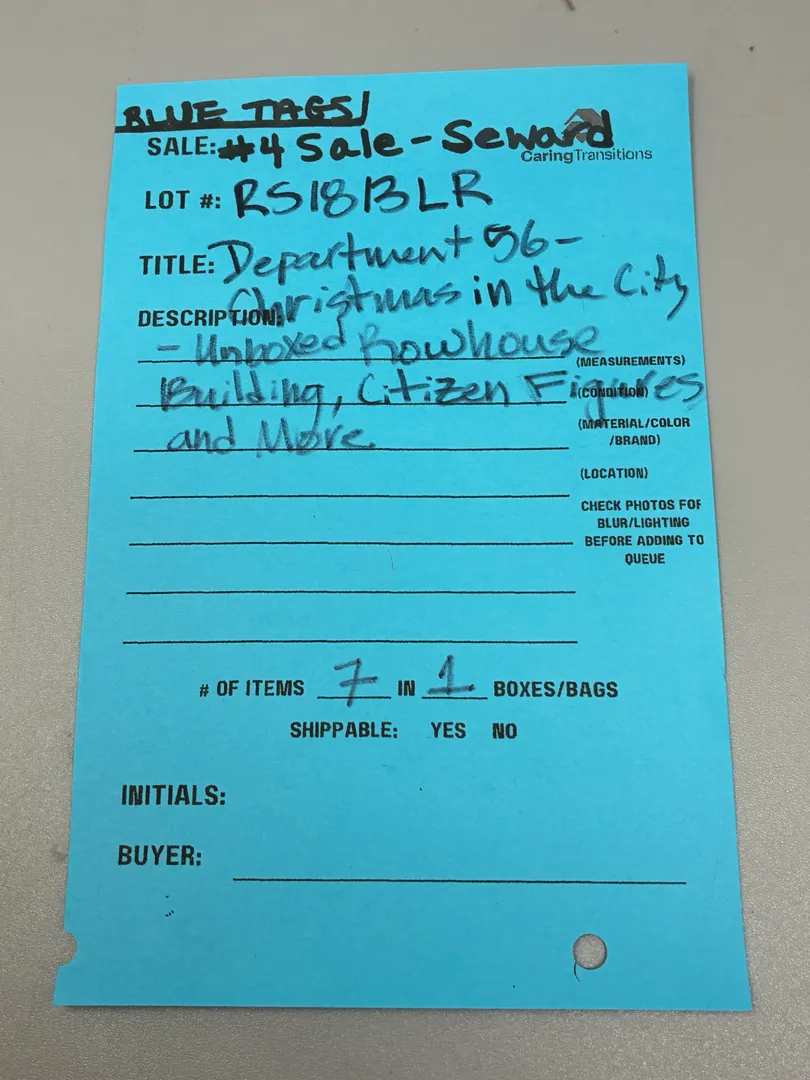 BLUE TAGS/
SALE: #4 Sale - Seward
CaringTransitions
LOT #: RS1813LR
TITLE: Department 56 -
Christmas in the City
DESCRIPTION:
- Unboxed Rowhouse
(MEASUREMENTS)
Building, Citizen Figures
(CONDITION)
and More
(MATERIAL/COLOR
/BRAND)
(LOCATION)
CHECK PHOTOS FOR
BLUR/LIGHTING
BEFORE ADDING TO
QUEUE
# OF ITEMS 7 IN 1 BOXES/BAGS
SHIPPABLE: YES NO
INITIALS:
BUYER: